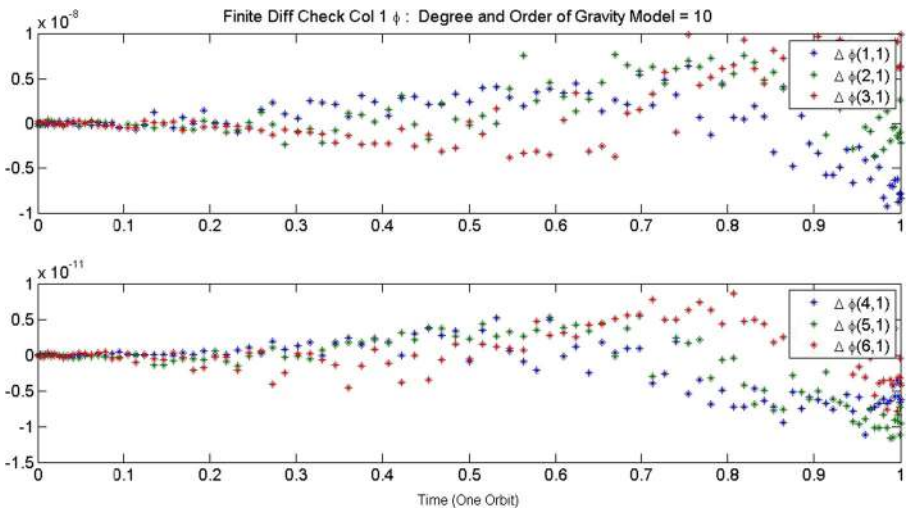 Finite Diff Check Col 1 ϕ : Degree and Order of Gravity Model = 10
x 10⁻⁸
1
0.5
0
-0.5
-1
Δ ϕ(1,1)
Δ ϕ(2,1)
Δ ϕ(3,1)
0 0.1 0.2 0.3 0.4 0.5 0.6 0.7 0.8 0.9 1
x 10⁻¹¹
1
0.5
0
-0.5
-1
-1.5
Δ ϕ(4,1)
Δ ϕ(5,1)
Δ ϕ(6,1)
0 0.1 0.2 0.3 0.4 0.5 0.6 0.7 0.8 0.9 1
Time (One Orbit)